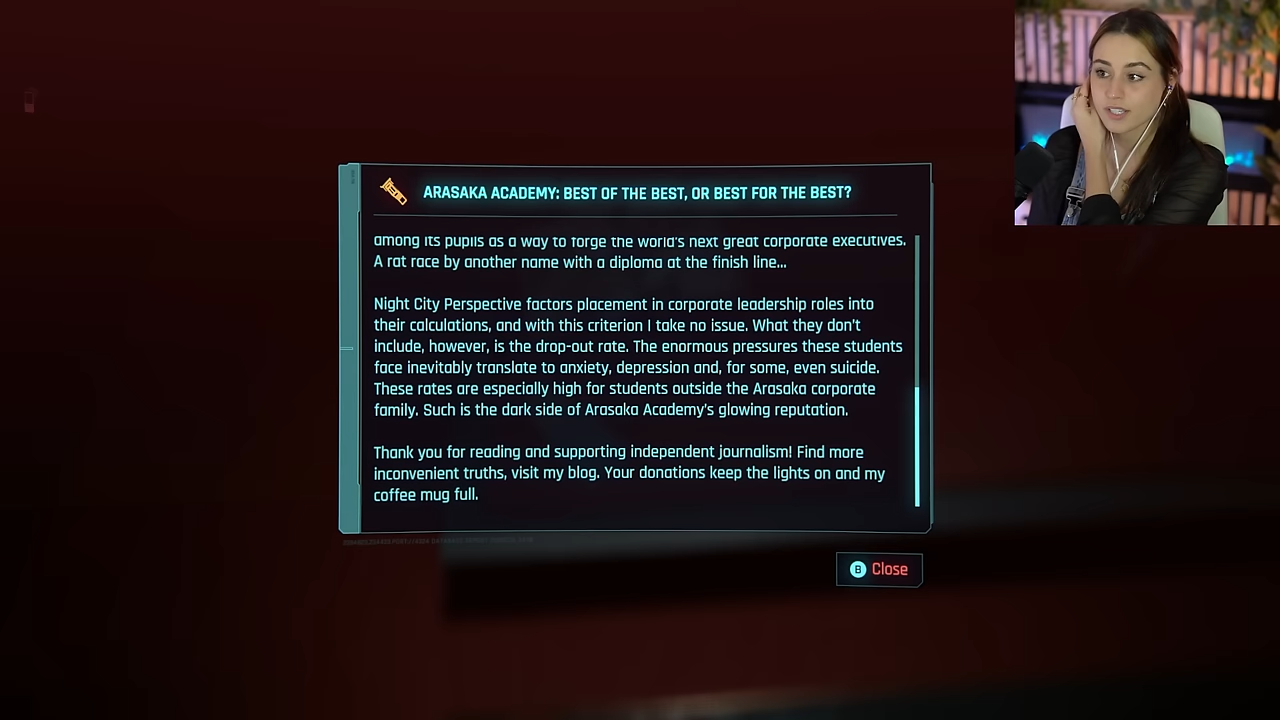 ARASAKA ACADEMY: BEST OF THE BEST, OR BEST FOR THE BEST?
among its pupils as a way to forge the world's next great corporate executives.
A rat race by another name with a diploma at the finish line...
Night City Perspective factors placement in corporate leadership roles into
their calculations, and with this criterion I take no issue. What they don't
include, however, is the drop-out rate. The enormous pressures these students
face inevitably translate to anxiety, depression and, for some, even suicide.
These rates are especially high for students outside the Arasaka corporate
family. Such is the dark side of Arasaka Academy's glowing reputation.
Thank you for reading and supporting independent journalism! Find more
inconvenient truths, visit my blog. Your donations keep the lights on and my
coffee mug full.
B Close